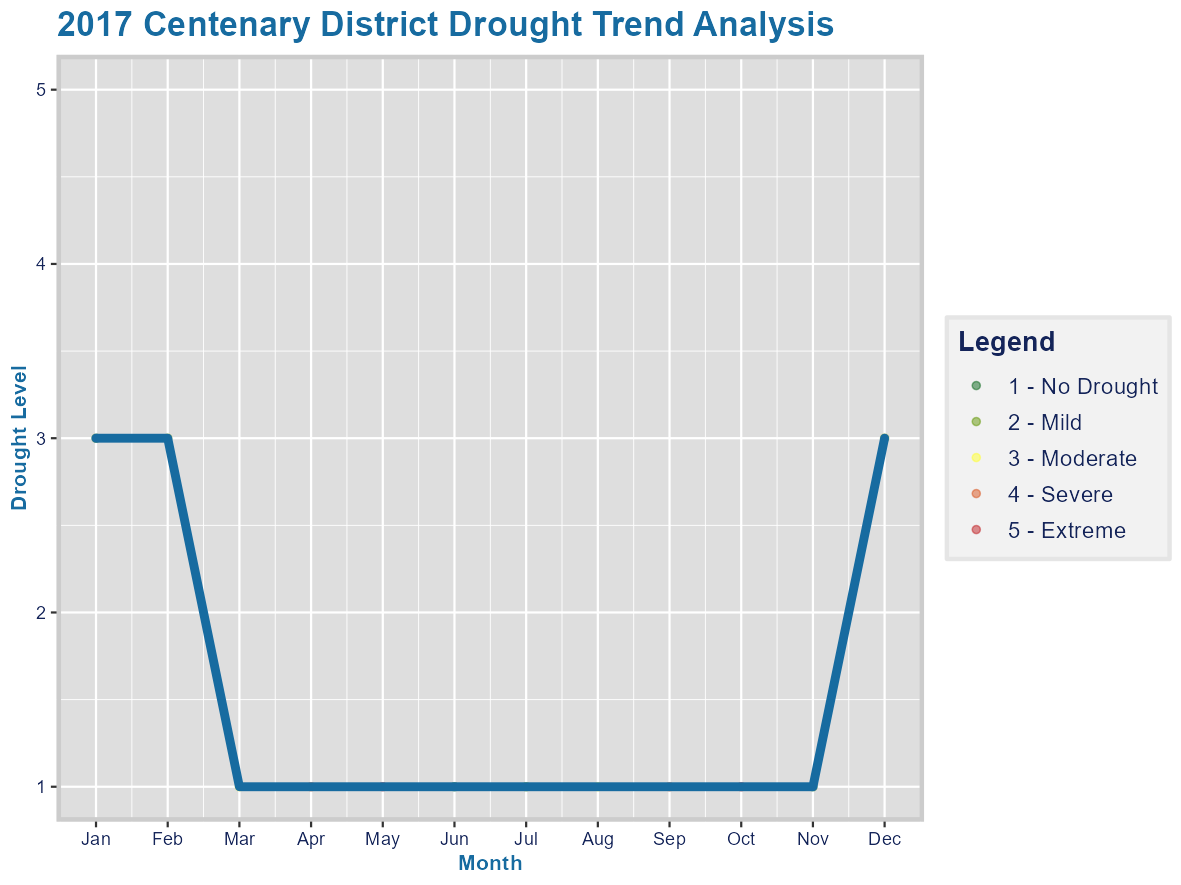 2017 Centenary District Drought Trend Analysis
Drought Level
5
4
3
2
1
Jan Feb Mar Apr May Jun Jul Aug Sep Oct Nov Dec
Month
Legend
1 - No Drought
2 - Mild
3 - Moderate
4 - Severe
5 - Extreme